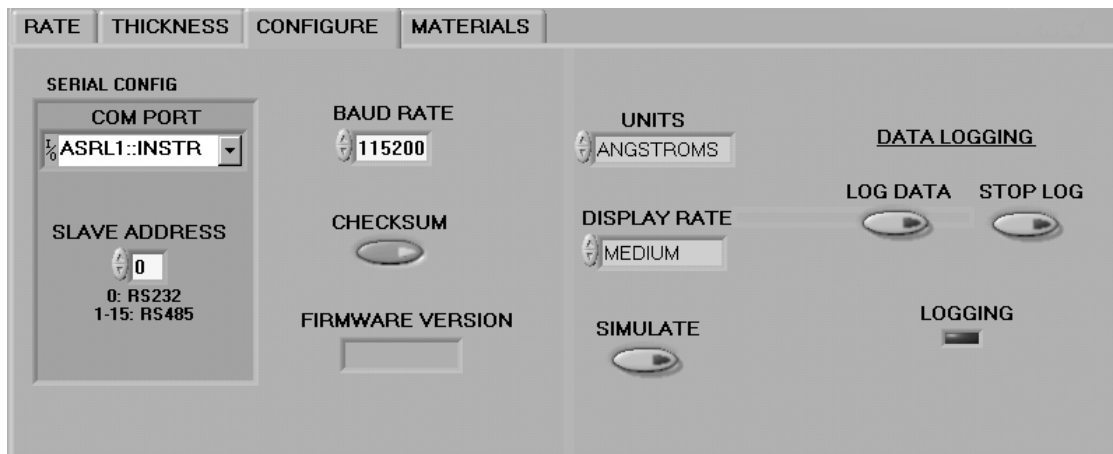 RATE THICKNESS CONFIGURE MATERIALS
SERIAL CONFIG
COM PORT
I/O ASRL1::INSTR
SLAVE ADDRESS
0
0: RS232
1-15: RS485
BAUD RATE
115200
CHECKSUM
FIRMWARE VERSION
UNITS
ANGSTROMS
DISPLAY RATE
MEDIUM
SIMULATE
DATA LOGGING
LOG DATA STOP LOG
LOGGING